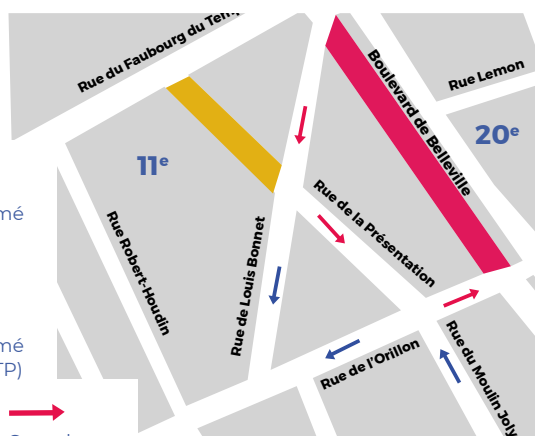 Rue du Faubourg du
Boulevard de Belleville
Rue Lemon
20e
11e
Rue de la Présentation
mé
Rue Robert-Houdin
Rue de Louis Bonnet
mé
TP)
Rue de l'Orillon
Rue du Moulin Joly